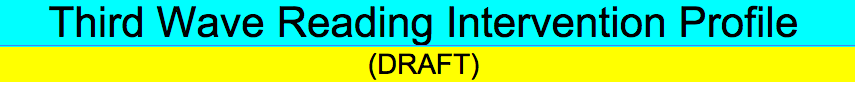 Third Wave Reading Intervention Profile
(DRAFT)